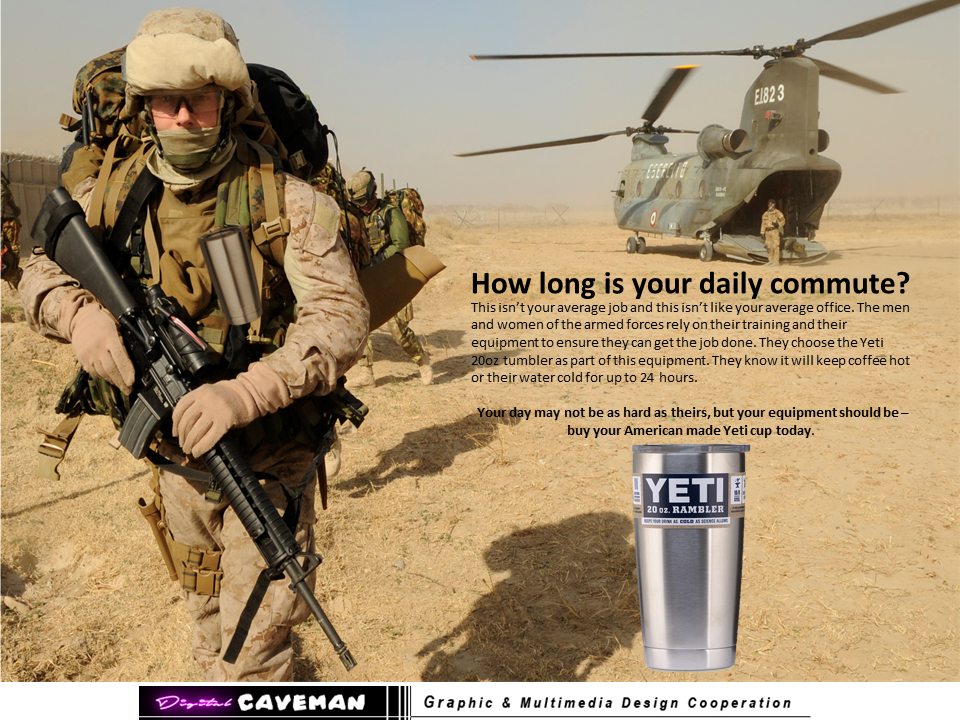 E.I.823
ESERCITO
How long is your daily commute?
This isn't your average job and this isn't like your average office. The men
and women of the armed forces rely on their training and their
equipment to ensure they can get the job done. They choose the Yeti
20oz tumbler as part of this equipment. They know it will keep coffee hot
or their water cold for up to 24 hours.
Your day may not be as hard as theirs, but your equipment should be –
buy your American made Yeti cup today.
YETI
20 oz. RAMBLER
KEEPS YOUR DRINK AS COLD AS SCIENCE ALLOWS
Digital CAVEMAN
Graphic & Multimedia Design Cooperation